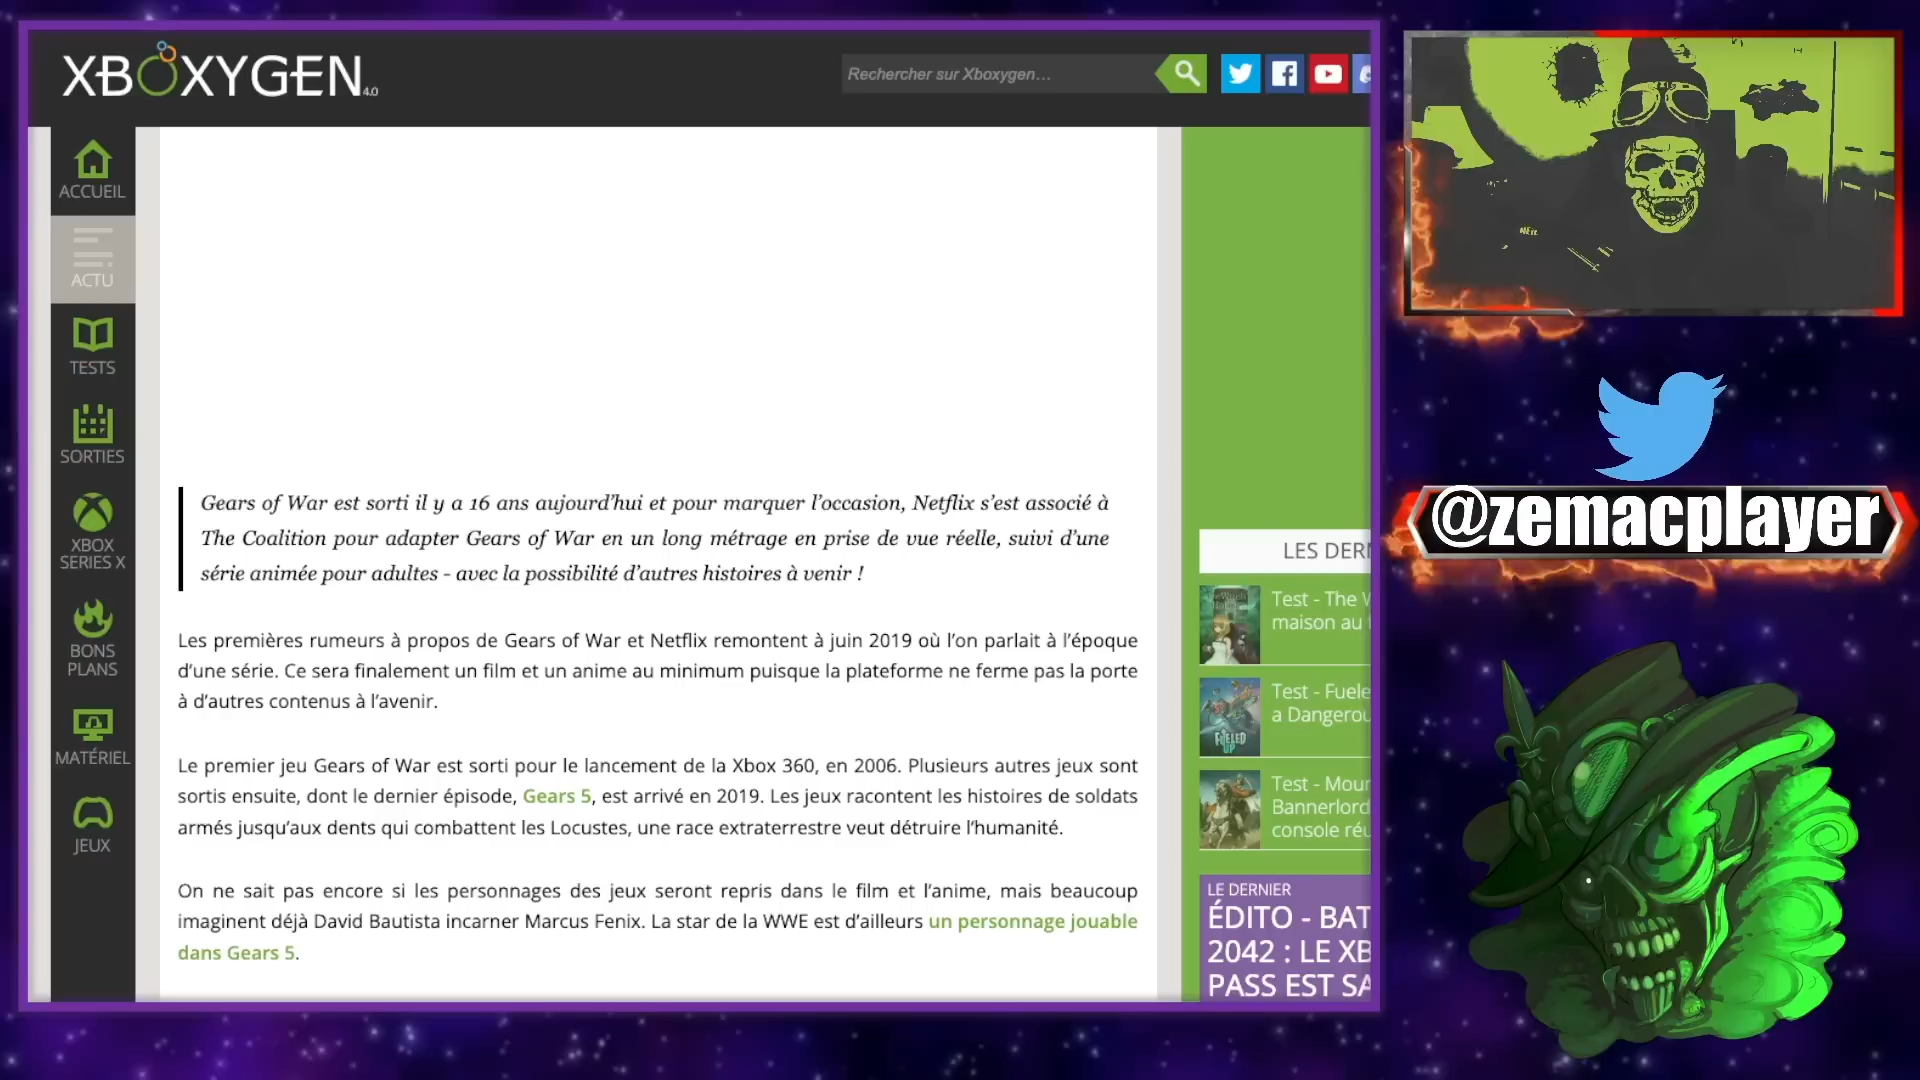 XBOXYGEN 4.0
Rechercher sur Xboxygen...
ACCUEIL
ACTU
TESTS
SORTIES
XBOX
SERIES X
BONS
PLANS
MATÉRIEL
JEUX
Gears of War est sorti il y a 16 ans aujourd’hui et pour marquer l’occasion, Netflix s’est associé à
The Coalition pour adapter Gears of War en un long métrage en prise de vue réelle, suivi d’une
série animée pour adultes - avec la possibilité d’autres histoires à venir !
Les premières rumeurs à propos de Gears of War et Netflix remontent à juin 2019 où l’on parlait à l’époque
d’une série. Ce sera finalement un film et un anime au minimum puisque la plateforme ne ferme pas la porte
à d’autres contenus à l’avenir.
Le premier jeu Gears of War est sorti pour le lancement de la Xbox 360, en 2006. Plusieurs autres jeux sont
sortis ensuite, dont le dernier épisode, Gears 5, est arrivé en 2019. Les jeux racontent les histoires de soldats
armés jusqu’aux dents qui combattent les Locustes, une race extraterrestre veut détruire l’humanité.
On ne sait pas encore si les personnages des jeux seront repris dans le film et l’anime, mais beaucoup
imaginent déjà David Bautista incarner Marcus Fenix. La star de la WWE est d’ailleurs un personnage jouable
dans Gears 5.
LES DER
Test - The W
maison au
Test - Fuele
a Dangerou
FUELED
UP
Test - Mour
Bannerlord
console réu
LE DERNIER
ÉDITO - BAT
2042 : LE XB
PASS EST SA
@zemacplayer